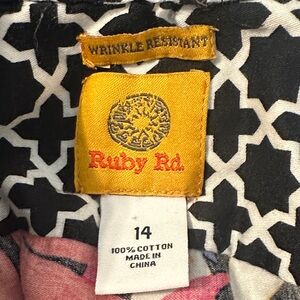 WRINKLE RESISTANT
Ruby Rd.
14
100% COTTON
MADE IN
CHINA